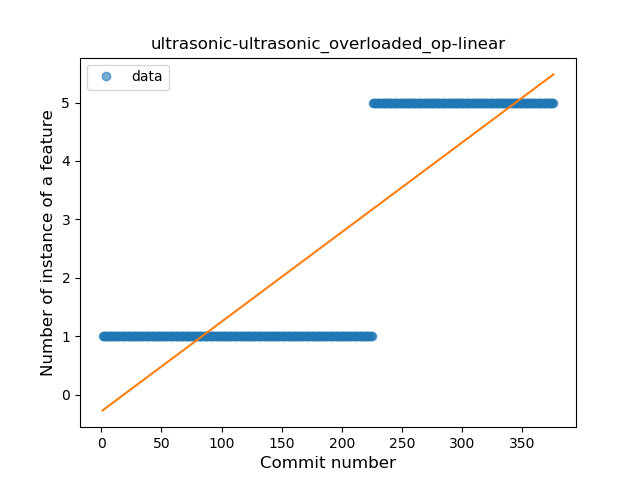 ultrasonic-ultrasonic_overloaded_op-linear
data
Number of instance of a feature
5
4
3
2
1
0
0 50 100 150 200 250 300 350
Commit number